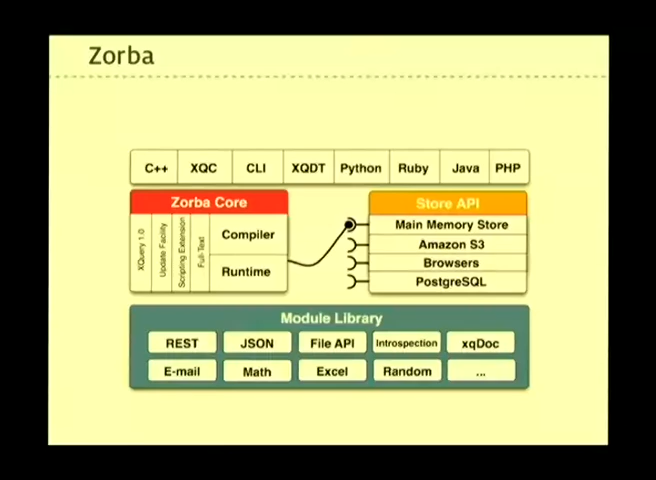 Zorba
C++ XQC CLI XQDT Python Ruby Java PHP
Zorba Core
XQuery 1.0
Update Facility
Scripting Extension
Full-Text
Compiler
Runtime
Store API
Main Memory Store
Amazon S3
Browsers
PostgreSQL
Module Library
REST JSON File API Introspection xqDoc
E-mail Math Excel Random ...